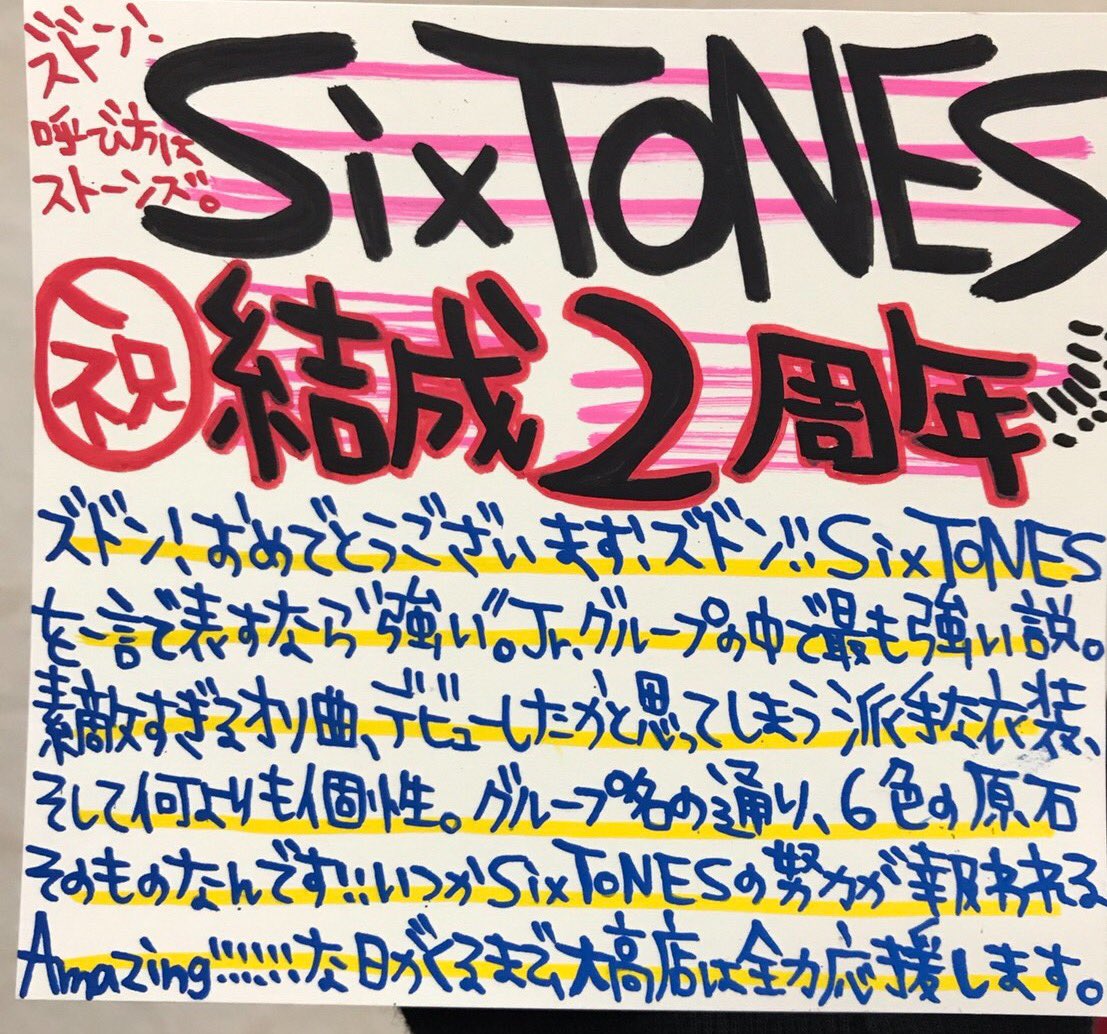 ズドン!
呼び方は
ストーンズ。
SixTONES
祝 結成2周年!!!!!
ズドン!おめでとうございます!ズドン!!SixTONES
を一言で表すなら"強い"。Jr.グループの中で最も強い説。
素敵すぎるオリ曲、デビューしたかと思ってしまう派手な衣装、
そして何よりも個性。グループ名の通り、6色の原石
そのものなんです!!いつかSixTONESの努力が報われる
Amazing!!!!!!な日がくるまで大高店は全力応援します。